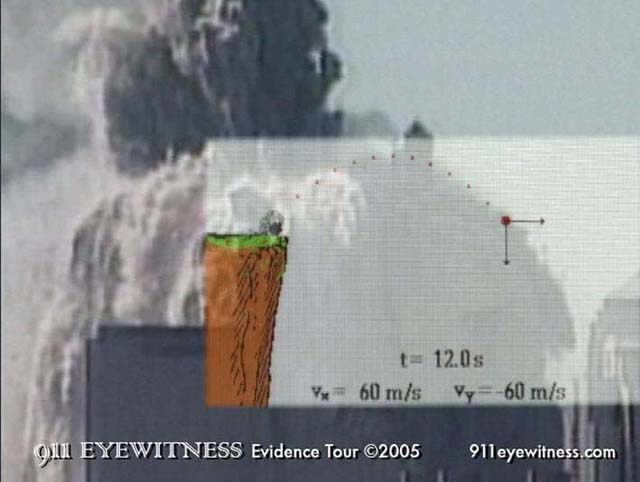 t= 12.0s
vx= 60 m/s vy=-60 m/s
911 EYEWITNESS Evidence Tour ©2005 911eyewitness.com